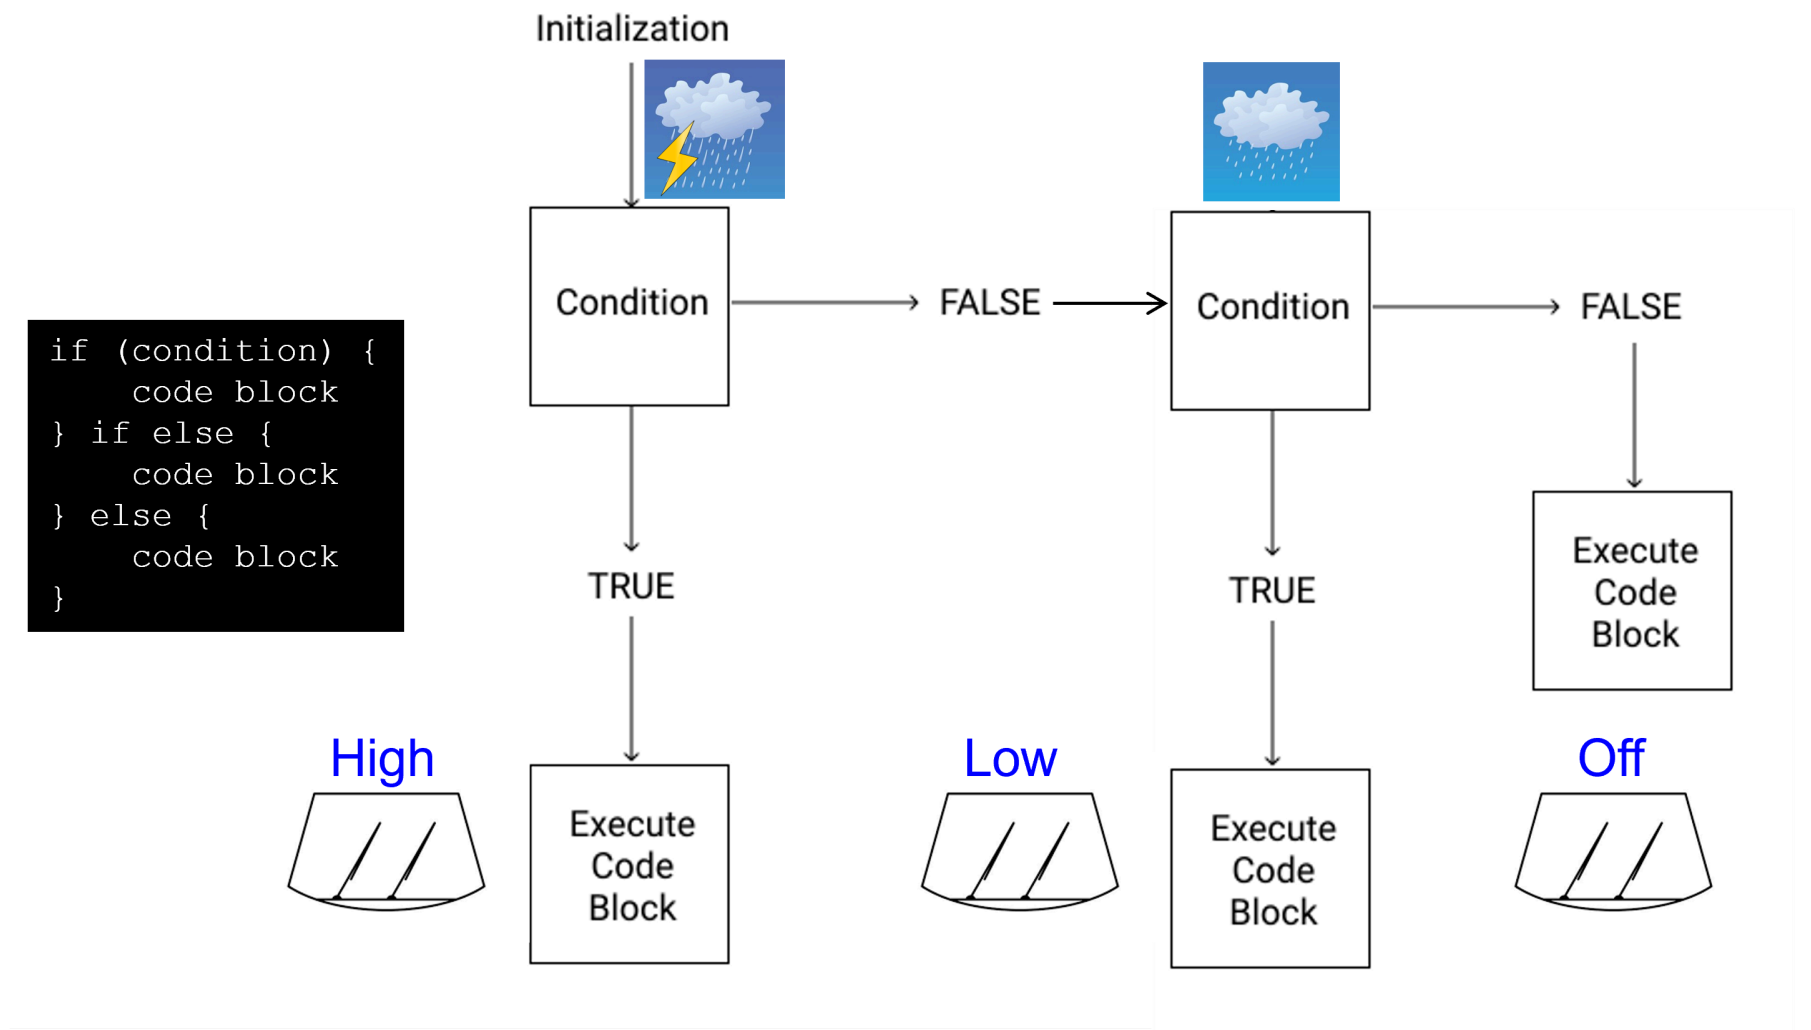 Initialization
Condition
FALSE
Condition
FALSE
if (condition) {
    code block
} if else {
    code block
} else {
    code block
}
TRUE
TRUE
Execute
Code
Block
High
Low
Off
Execute
Code
Block
Execute
Code
Block